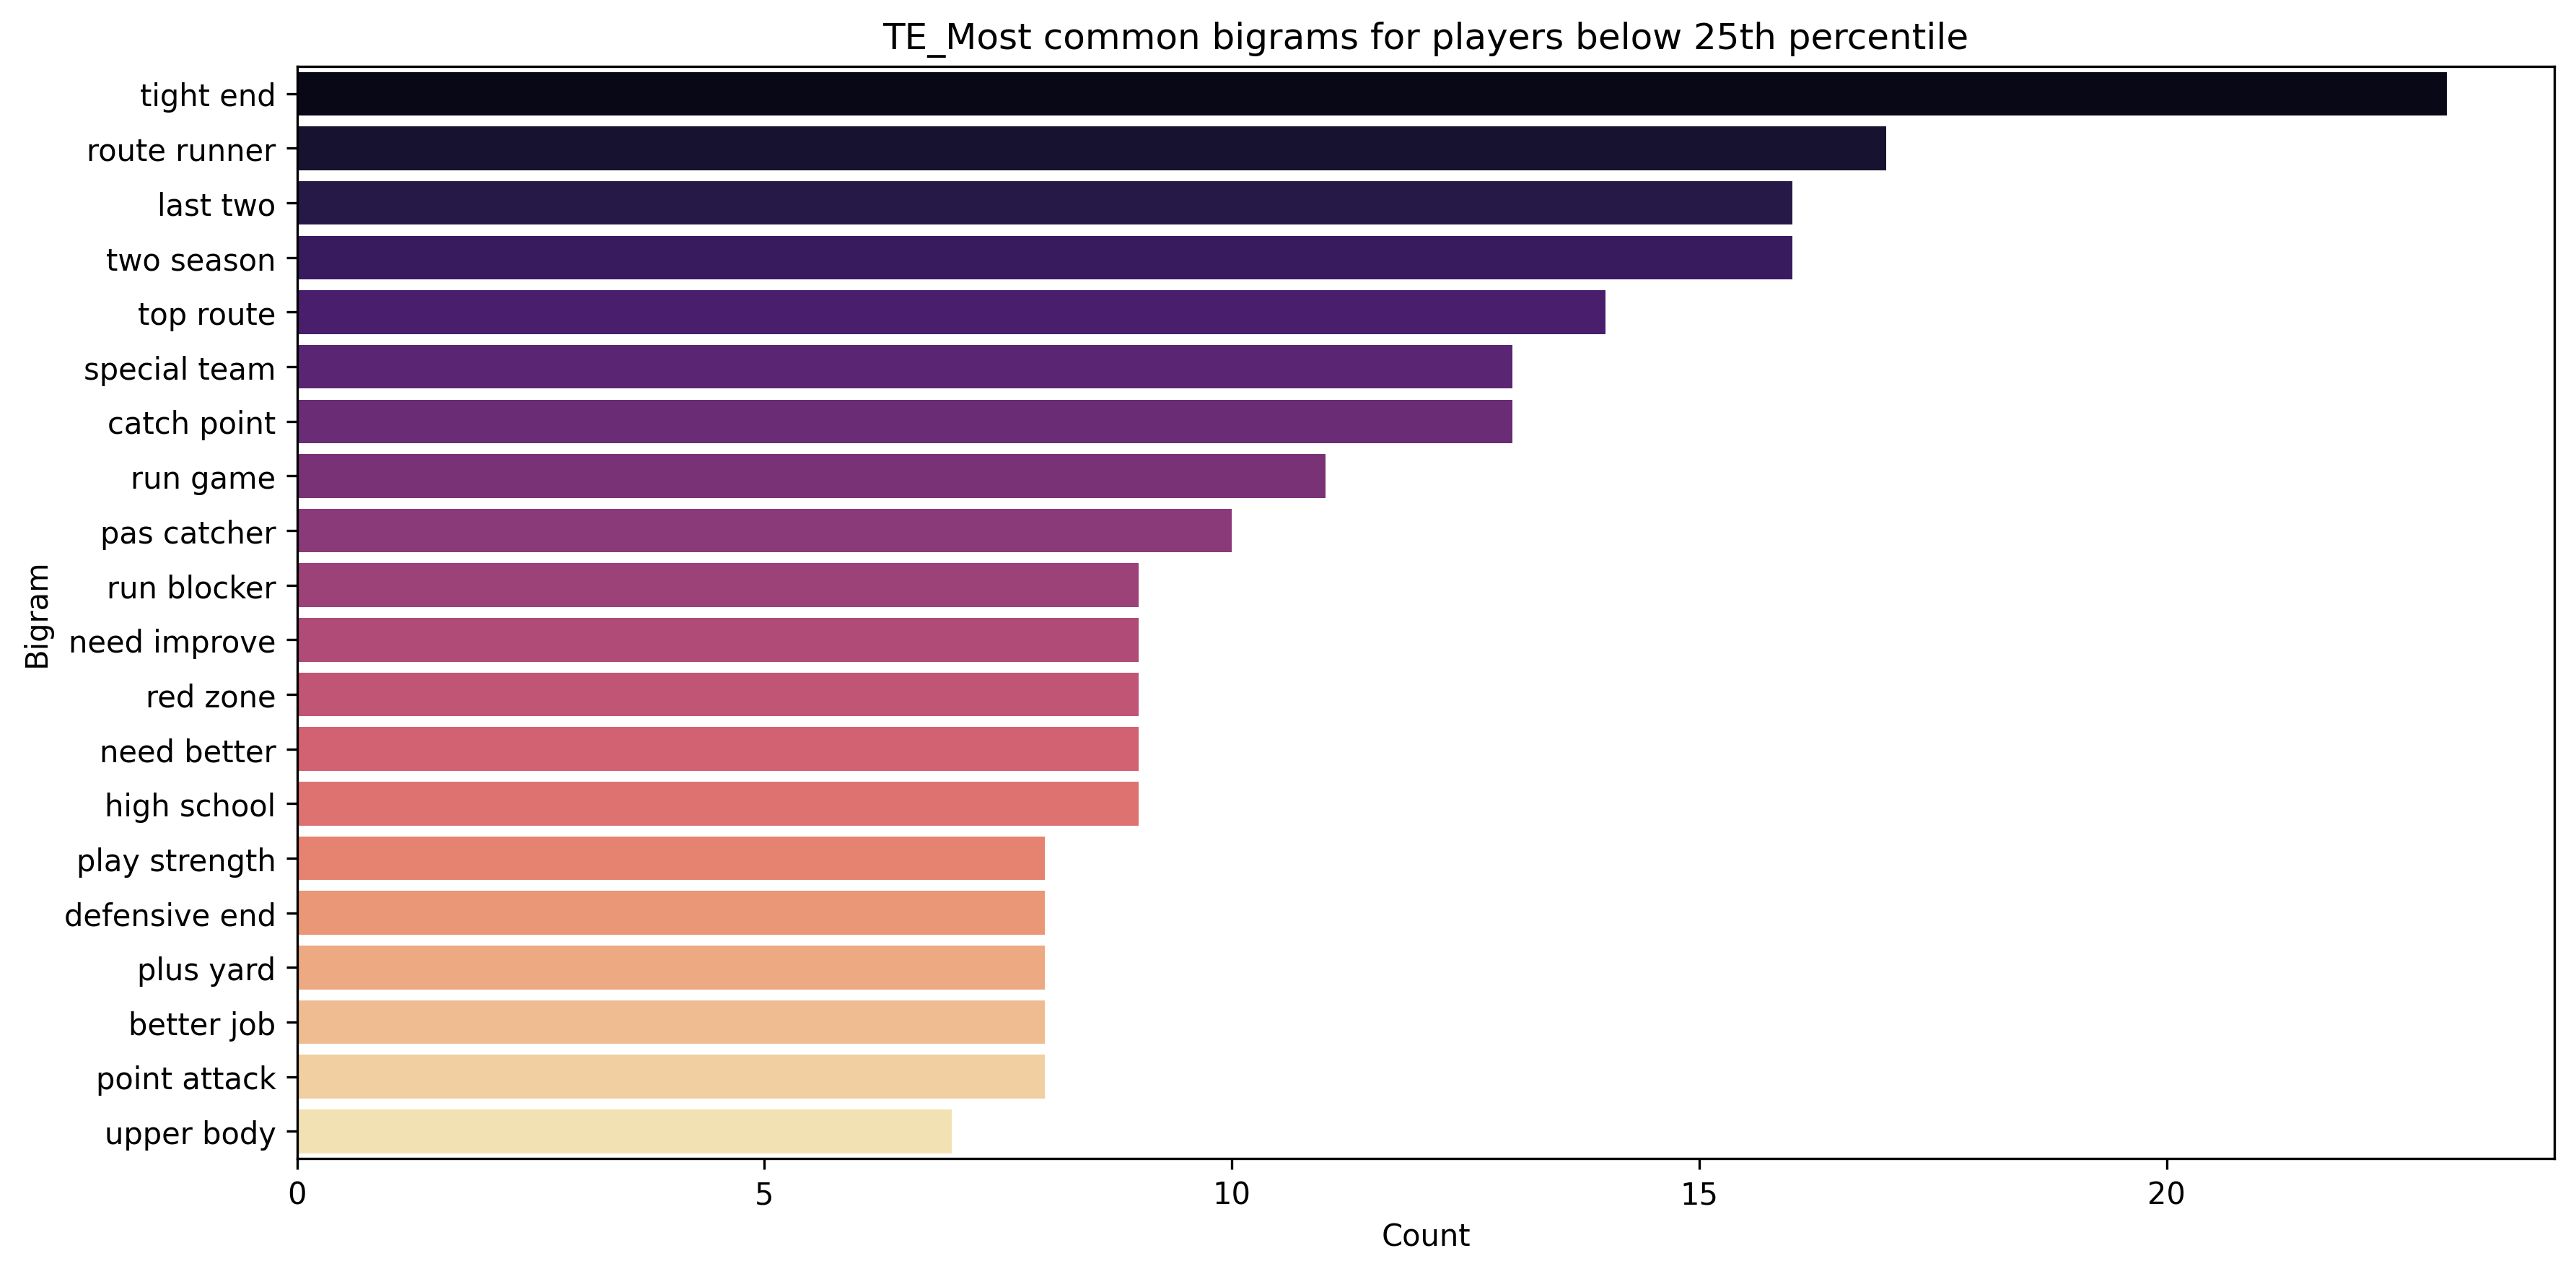 TE_Most common bigrams for players below 25th percentile
tight end
route runner
last two
two season
top route
special team
catch point
run game
pas catcher
run blocker
need improve
red zone
need better
high school
play strength
defensive end
plus yard
better job
point attack
upper body
Bigram
0 5 10 15 20
Count